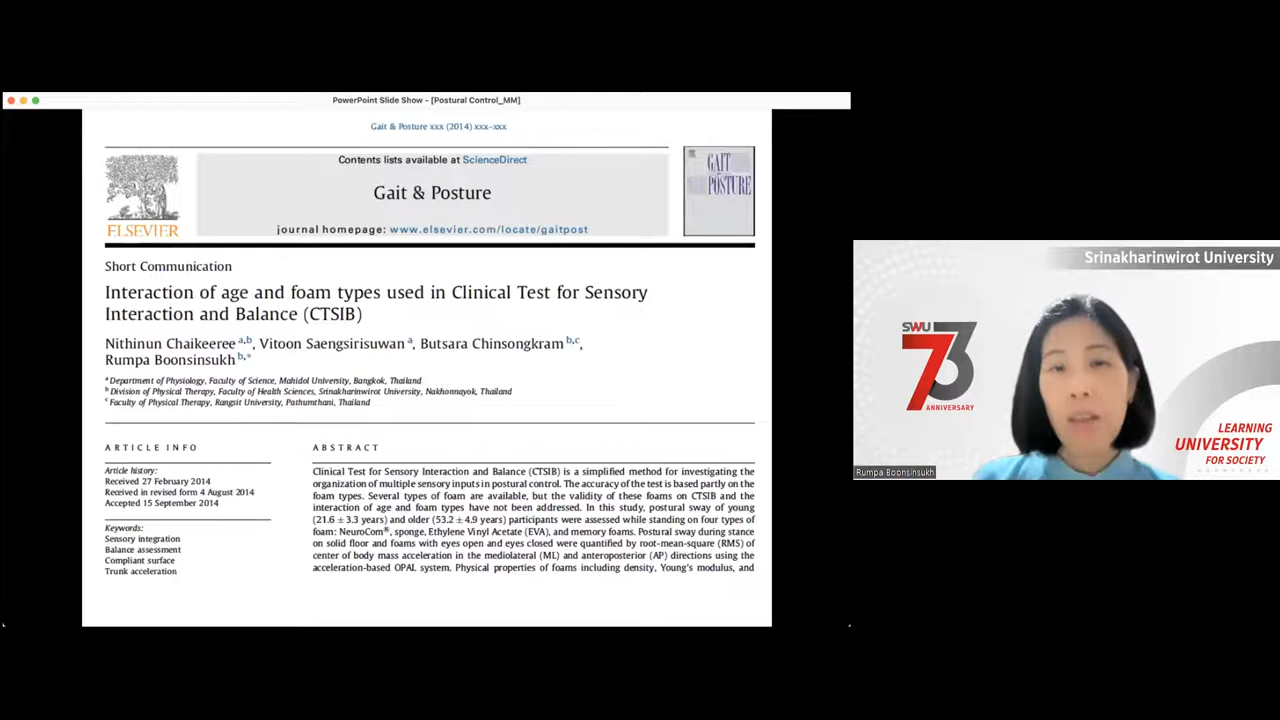 PowerPoint Slide Show - [Postural Control_MM]
Gait & Posture xxx (2014) xxx–xxx
Contents lists available at ScienceDirect
Gait & Posture
journal homepage: www.elsevier.com/locate/gaitpost
ELSEVIER
GAIT
POSTURE
Short Communication
Interaction of age and foam types used in Clinical Test for Sensory
Interaction and Balance (CTSIB)
Nithinun Chaikeeree a,b, Vitoon Saengsirisuwan a, Butsara Chinsongkram b,c,
Rumpa Boonsinsukh b,*
a Department of Physiology, Faculty of Science, Mahidol University, Bangkok, Thailand
b Division of Physical Therapy, Faculty of Health Sciences, Srinakharinwirot University, Nakhonnayok, Thailand
c Faculty of Physical Therapy, Rangsit University, Pathumthani, Thailand
ARTICLE INFO
Article history:
Received 27 February 2014
Received in revised form 4 August 2014
Accepted 15 September 2014
Keywords:
Sensory integration
Balance assessment
Compliant surface
Trunk acceleration
ABSTRACT
Clinical Test for Sensory Interaction and Balance (CTSIB) is a simplified method for investigating the
organization of multiple sensory inputs in postural control. The accuracy of the test is based partly on the
foam types. Several types of foam are available, but the validity of these foams on CTSIB and the
interaction of age and foam types have not been addressed. In this study, postural sway of young
(21.6 ± 3.3 years) and older (53.2 ± 4.9 years) participants were assessed while standing on four types of
foam: NeuroCom®, sponge, Ethylene Vinyl Acetate (EVA), and memory foams. Postural sway during stance
on solid floor and foams with eyes open and eyes closed were quantified by root-mean-square (RMS) of
center of body mass acceleration in the mediolateral (ML) and anteroposterior (AP) directions using the
acceleration-based OPAL system. Physical properties of foams including density, Young's modulus, and
Srinakharinwirot University
SWU
73
ANNIVERSARY
LEARNING
UNIVERSITY
FOR SOCIETY
Rumpa Boonsinsukh